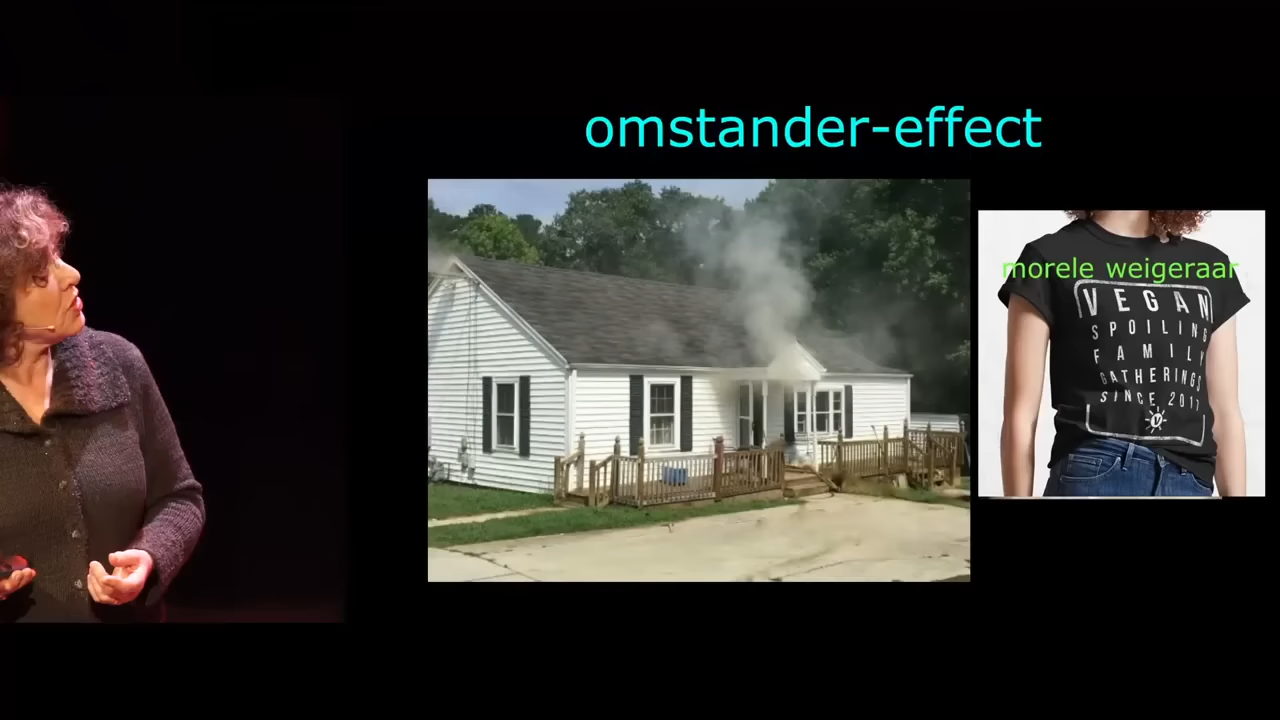 omstander-effect
morele weigeraar
VEGAN
SPOILING
FAMILY
GATHERINGS
SINCE 2017